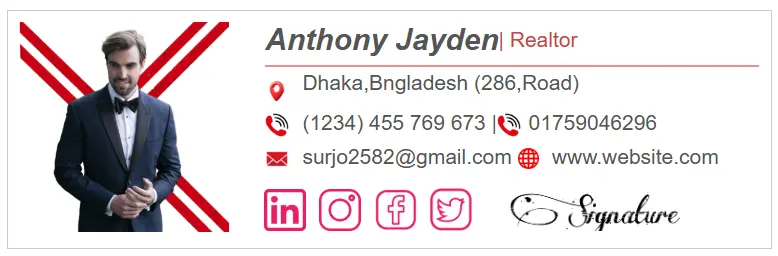 Anthony Jayden| Realtor
Dhaka,Bngladesh (286,Road)
(1234) 455 769 673 | 01759046296
surjo2582@gmail.com www.website.com
in f Signature